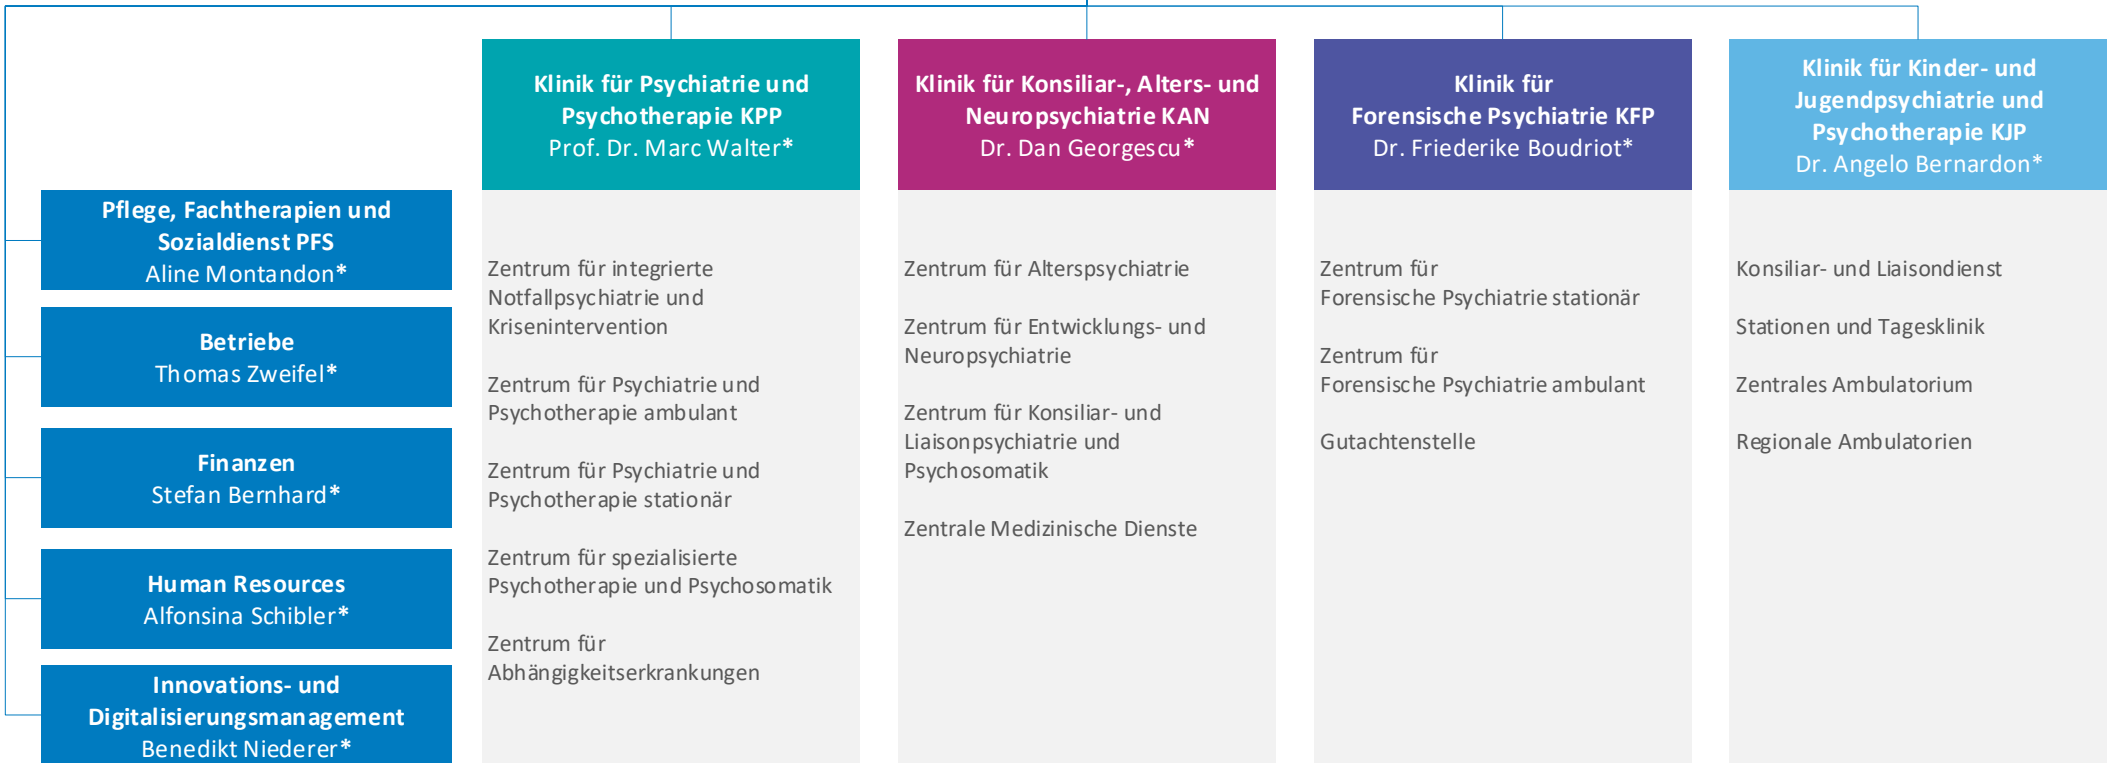 Klinik für Psychiatrie und
Psychotherapie KPP
Prof. Dr. Marc Walter*
Klinik für Konsiliar-, Alters- und
Neuropsychiatrie KAN
Dr. Dan Georgescu*
Klinik für
Forensische Psychiatrie KFP
Dr. Friederike Boudriot*
Klinik für Kinder- und
Jugendpsychiatrie und
Psychotherapie KJP
Dr. Angelo Bernardon*
Pflege, Fachtherapien und
Sozialdienst PFS
Aline Montandon*
Betriebe
Thomas Zweifel*
Finanzen
Stefan Bernhard*
Human Resources
Alfonsina Schibler*
Innovations- und
Digitalisierungsmanagement
Benedikt Niederer*
Zentrum für integrierte
Notfallpsychiatrie und
Krisenintervention
Zentrum für Psychiatrie und
Psychotherapie ambulant
Zentrum für Psychiatrie und
Psychotherapie stationär
Zentrum für spezialisierte
Psychotherapie und Psychosomatik
Zentrum für
Abhängigkeitserkrankungen
Zentrum für Alterspsychiatrie
Zentrum für Entwicklungs- und
Neuropsychiatrie
Zentrum für Konsiliar- und
Liaisonpsychiatrie und
Psychosomatik
Zentrale Medizinische Dienste
Zentrum für
Forensische Psychiatrie stationär
Zentrum für
Forensische Psychiatrie ambulant
Gutachtenstelle
Konsiliar- und Liaisondienst
Stationen und Tagesklinik
Zentrales Ambulatorium
Regionale Ambulatorien